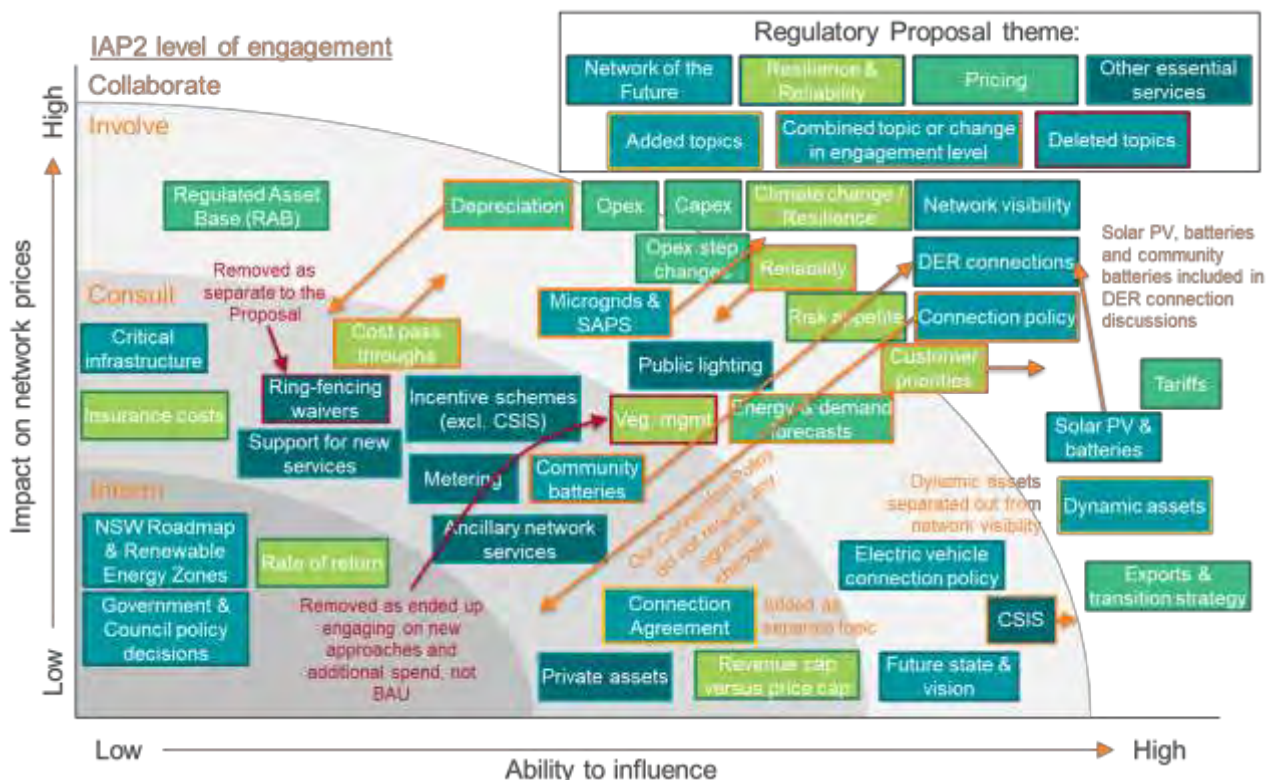 IAP2 level of engagement
Collaborate
Involve
Consult
Inform
Regulatory Proposal theme:
Network of the
Future
Resilience &
Reliability
Pricing
Other essential
services
Added topics
Combined topic or change
in engagement level
Deleted topics
High
Impact on network prices
Low
Regulated Asset
Base (RAB)
Depreciation
Opex
Capex
Climate change /
Resilience
Network visibility
Opex step
changes
Reliability
DER connections
Solar PV, batteries
and community
batteries included in
DER connection
discussions
Removed as
separate to the
Proposal
Microgrids &
SAPS
Risk appetite
Connection policy
Critical
infrastructure
Cost pass
throughs
Public lighting
Customer
priorities
Tariffs
Ring-fencing
waivers
Incentive schemes
(excl. CSIS)
Insurance costs
Veg. mgmt
Energy & demand
forecasts
Solar PV &
batteries
Support for new
services
Metering
Community
batteries
Dynamic assets
separated out from
network visibility
Dynamic assets
Our Connection Policy
did not require any
significant
changes
NSW Roadmap
& Renewable
Energy Zones
Rate of return
Ancillary network
services
Electric vehicle
connection policy
Exports &
transition strategy
Government &
Council policy
decisions
Removed as ended up
engaging on new
approaches and
additional spend, not
BAU
Connection
Agreement
Added as
separate topic
CSIS
Private assets
Revenue cap
versus price cap
Future state &
vision
Low
High
Ability to influence